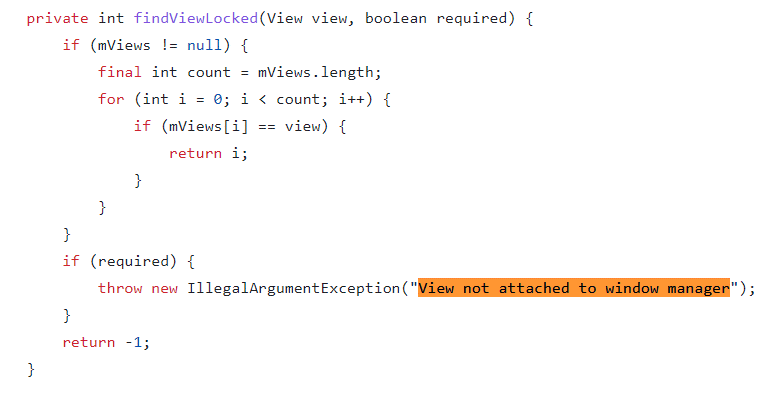 private int findViewLocked(View view, boolean required) {
    if (mViews != null) {
        final int count = mViews.length;
        for (int i = 0; i < count; i++) {
            if (mViews[i] == view) {
                return i;
            }
        }
    }
    if (required) {
        throw new IllegalArgumentException("View not attached to window manager");
    }
    return -1;
}